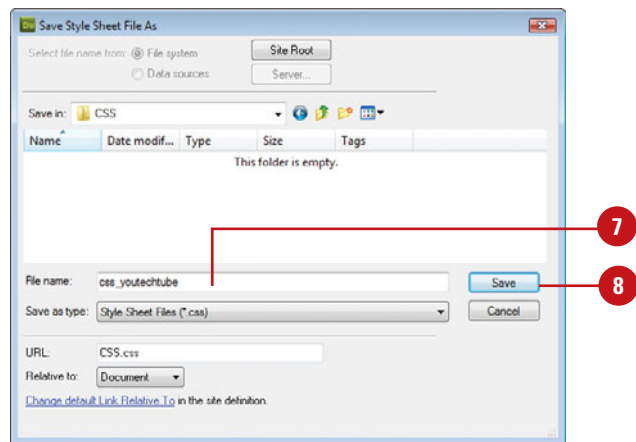 Dw Save Style Sheet File As
Select file name from: File system Site Root
Data sources Server...
Save in: CSS
Name Date modif... Type Size Tags
This folder is empty.
7
File name: css_youtechtube Save
8
Save as type: Style Sheet Files (*.css) Cancel
URL: CSS.css
Relative to: Document
Change default Link Relative To in the site definition.